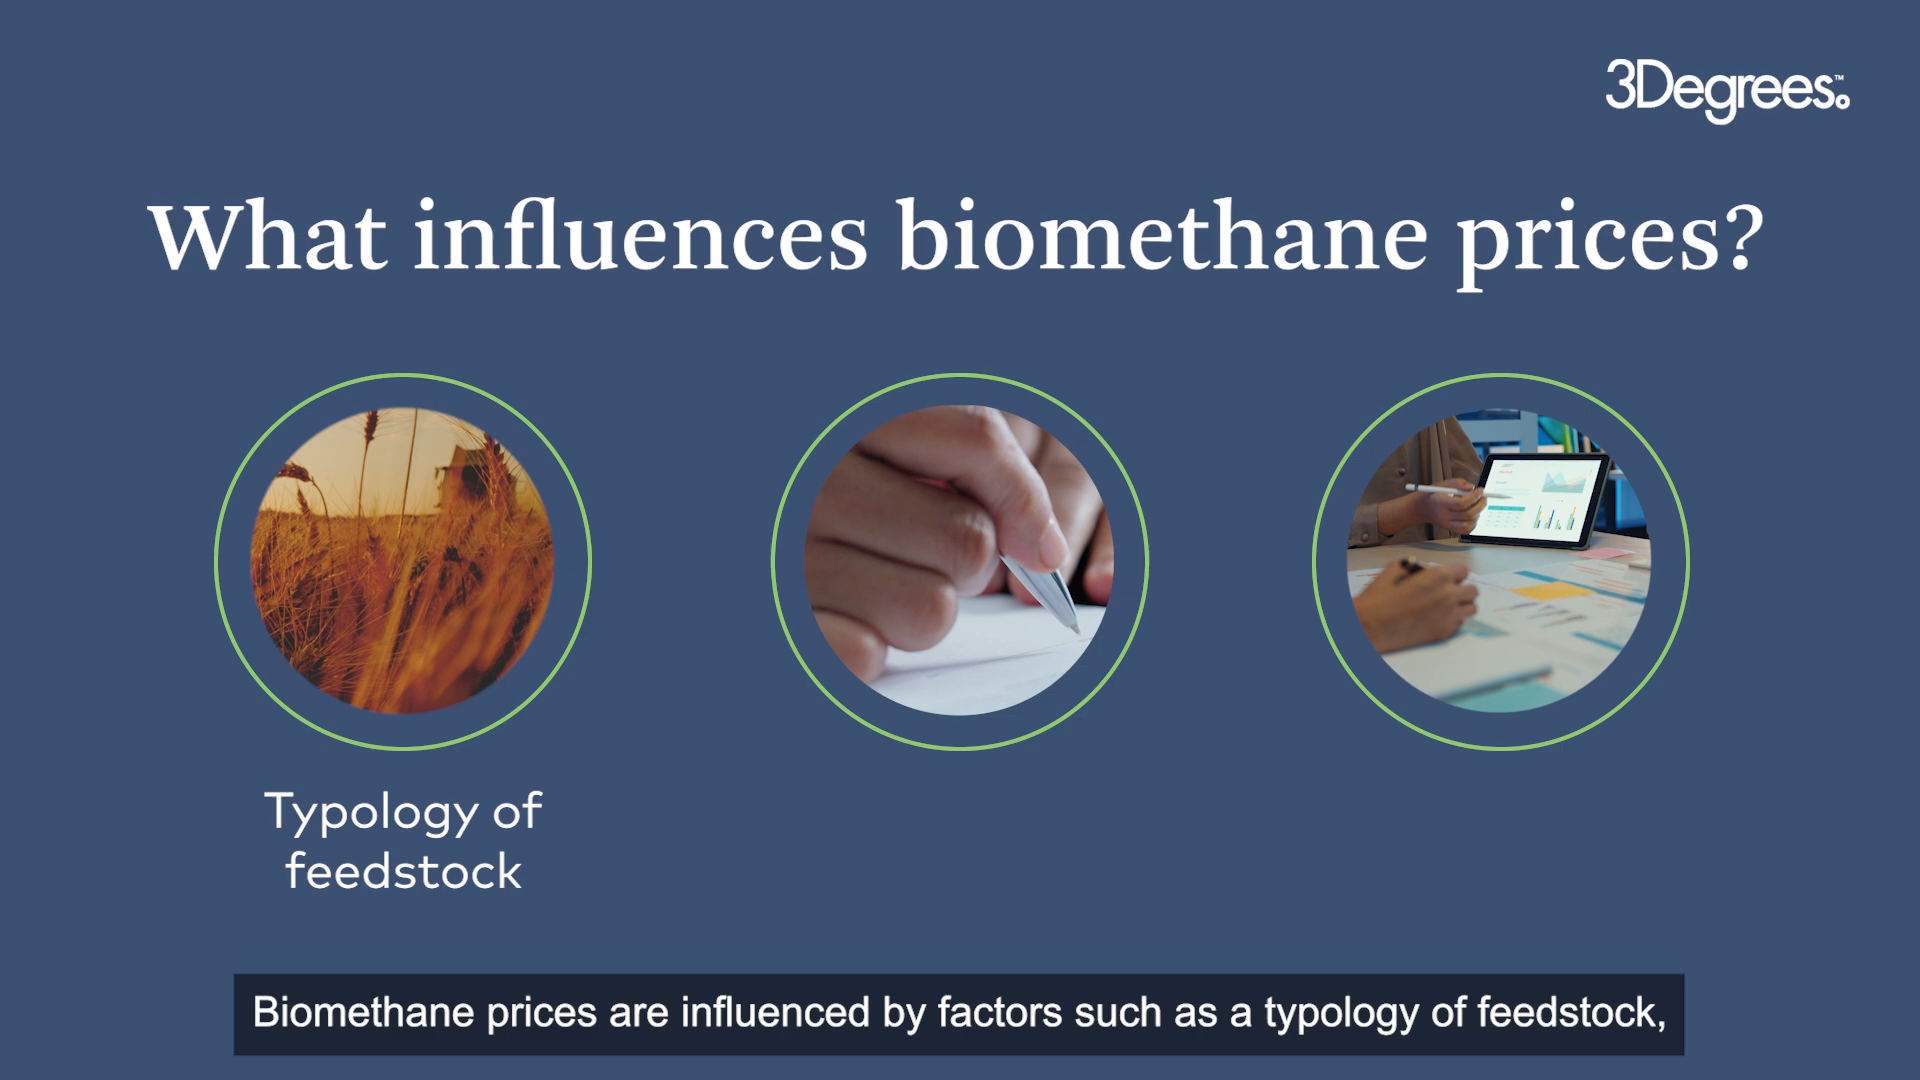 3Degrees™
What influences biomethane prices?
Typology of
feedstock
Biomethane prices are influenced by factors such as a typology of feedstock,